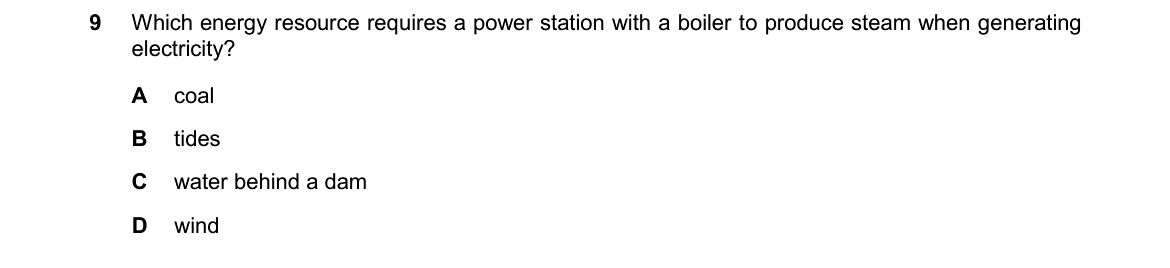 9 Which energy resource requires a power station with a boiler to produce steam when generating
electricity?
A coal
B tides
C water behind a dam
D wind